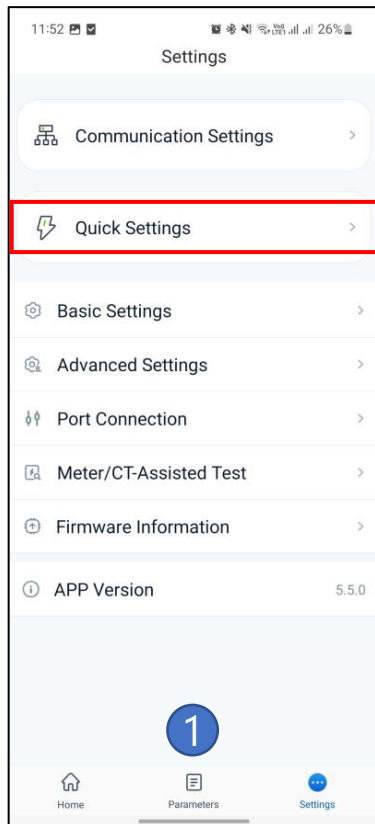 11:52 26%
Settings
Communication Settings
Quick Settings
Basic Settings
Advanced Settings
Port Connection
Meter/CT-Assisted Test
Firmware Information
APP Version 5.5.0
1
Home Parameters Settings